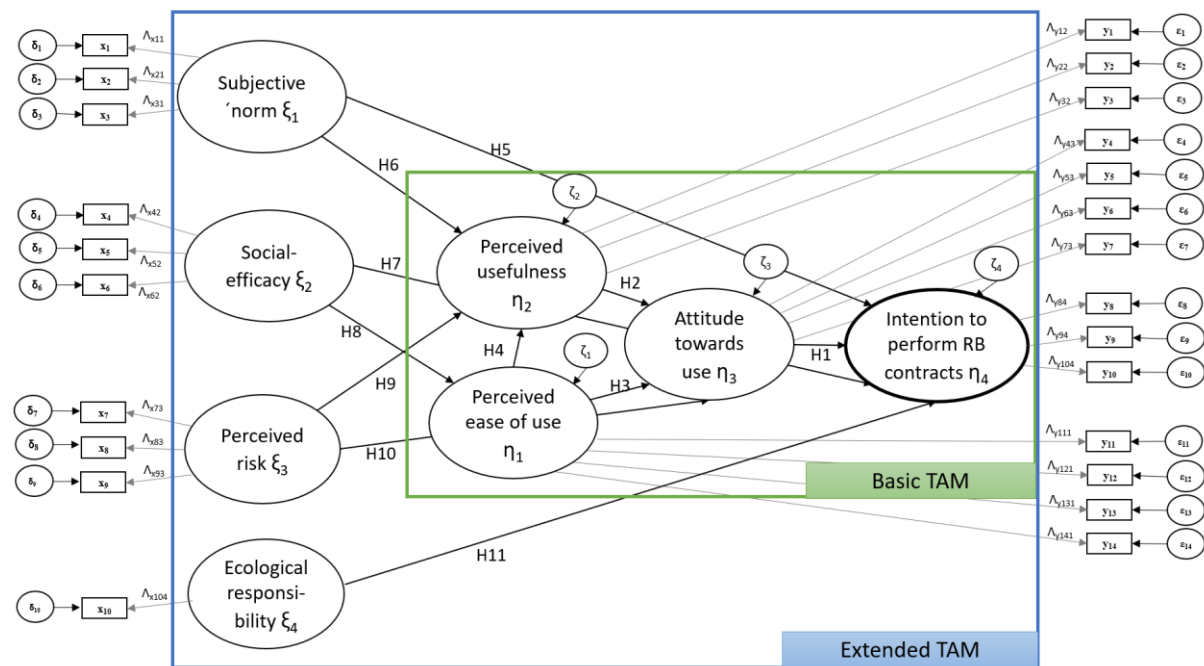 δ1
x1
Λx11
δ2
x2
Λx21
δ3
x3
Λx31
Subjective
´norm ξ1
δ4
x4
Λx42
δ5
x5
Λx52
δ6
x6
Λx62
Social-
efficacy ξ2
δ7
x7
Λx73
δ8
x8
Λx83
δ9
x9
Λx93
Perceived
risk ξ3
δ10
x10
Λx104
Ecological
responsi-
bility ξ4
H5
H6
H7
H8
H9
H10
H11
ζ2
Perceived
usefulness
η2
H2
H4
ζ1
Perceived
ease of use
η1
H3
ζ3
Attitude
towards
use η3
H1
ζ4
Intention to
perform RB
contracts η4
Basic TAM
Extended TAM
Λy12
y1
ε1
Λy22
y2
ε2
Λy32
y3
ε3
Λy43
y4
ε4
Λy53
y5
ε5
Λy63
y6
ε6
Λy73
y7
ε7
Λy84
y8
ε8
Λy94
y9
ε9
Λy104
y10
ε10
Λy111
y11
ε11
Λy121
y12
ε12
Λy131
y13
ε13
Λy141
y14
ε14